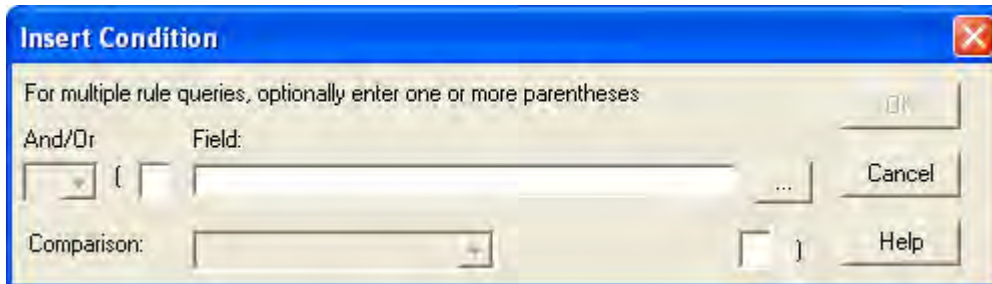 Insert Condition
For multiple rule queries, optionally enter one or more parentheses
OK
And/Or Field:
( ... Cancel
Comparison: ) Help